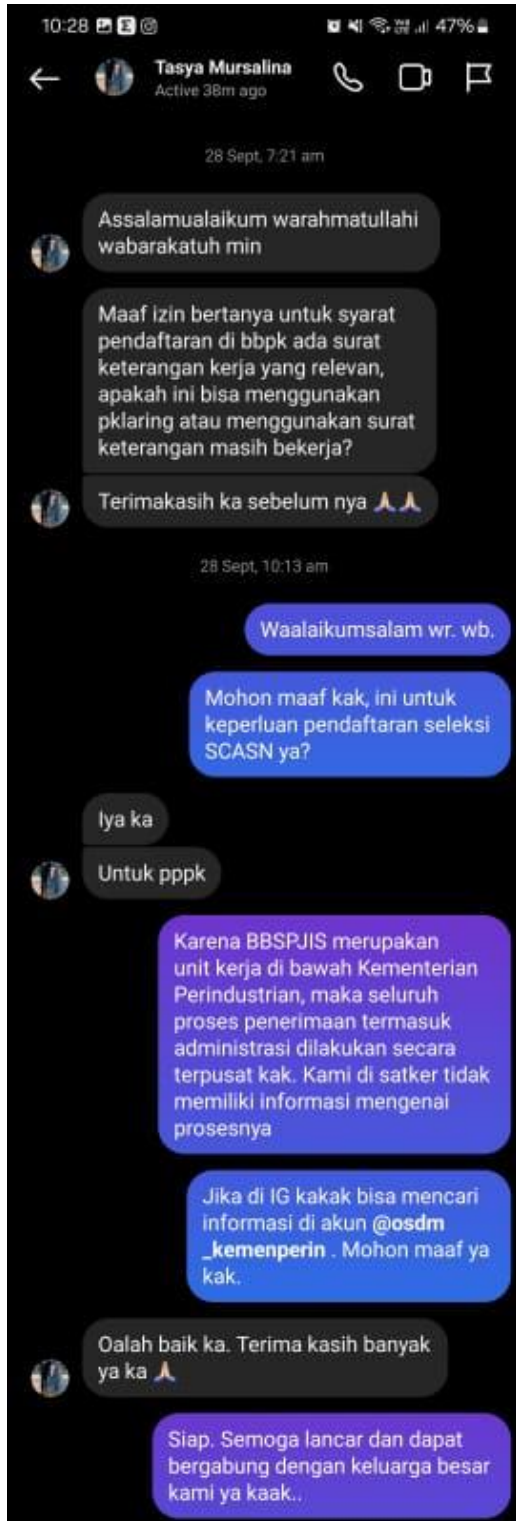 10:28 47%
Tasya Mursalina
Active 38m ago
28 Sept, 7:21 am
Assalamualaikum warahmatullahi
wabarakatuh min
Maaf izin bertanya untuk syarat
pendaftaran di bbpk ada surat
keterangan kerja yang relevan,
apakah ini bisa menggunakan
pklaring atau menggunakan surat
keterangan masih bekerja?
Terimakasih ka sebelum nya 🙏🏼🙏🏼
28 Sept, 10:13 am
Waalaikumsalam wr. wb.
Mohon maaf kak, ini untuk
keperluan pendaftaran seleksi
SCASN ya?
Iya ka
Untuk pppk
Karena BBSPJIS merupakan
unit kerja di bawah Kementerian
Perindustrian, maka seluruh
proses penerimaan termasuk
administrasi dilakukan secara
terpusat kak. Kami di satker tidak
memiliki informasi mengenai
prosesnya
Jika di IG kakak bisa mencari
informasi di akun @osdm
_kemenperin . Mohon maaf ya
kak.
Oalah baik ka. Terima kasih banyak
ya ka 🙏🏼
Siap. Semoga lancar dan dapat
bergabung dengan keluarga besar
kami ya kaak..